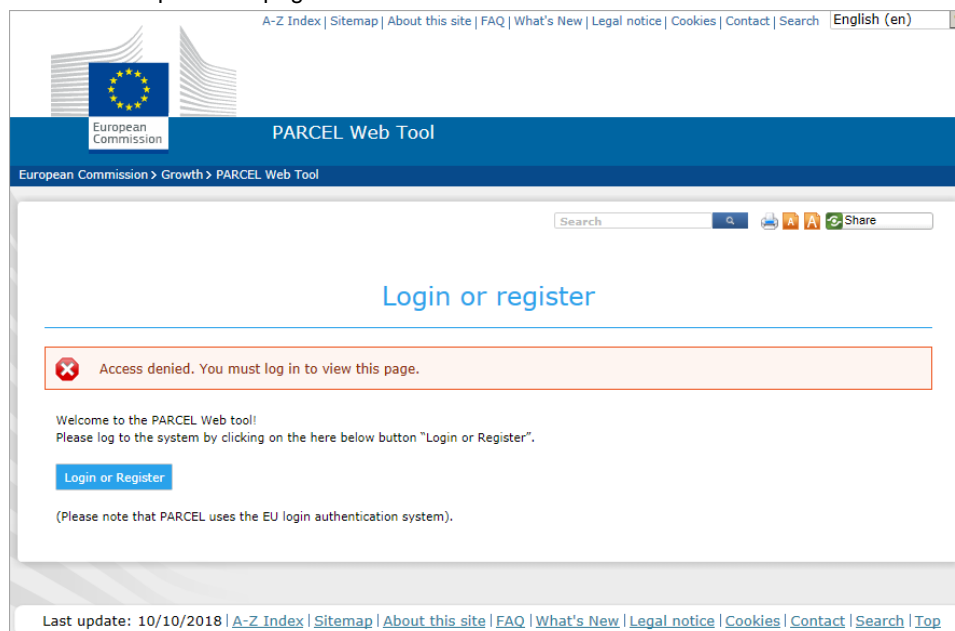 A-Z Index | Sitemap | About this site | FAQ | What's New | Legal notice | Cookies | Contact | Search English (en)
European
Commission
PARCEL Web Tool
European Commission > Growth > PARCEL Web Tool
Search
A A Share
Login or register
Access denied. You must log in to view this page.
Welcome to the PARCEL Web tool!
Please log to the system by clicking on the here below button "Login or Register".
Login or Register
(Please note that PARCEL uses the EU login authentication system).
Last update: 10/10/2018 | A-Z Index | Sitemap | About this site | FAQ | What's New | Legal notice | Cookies | Contact | Search | Top